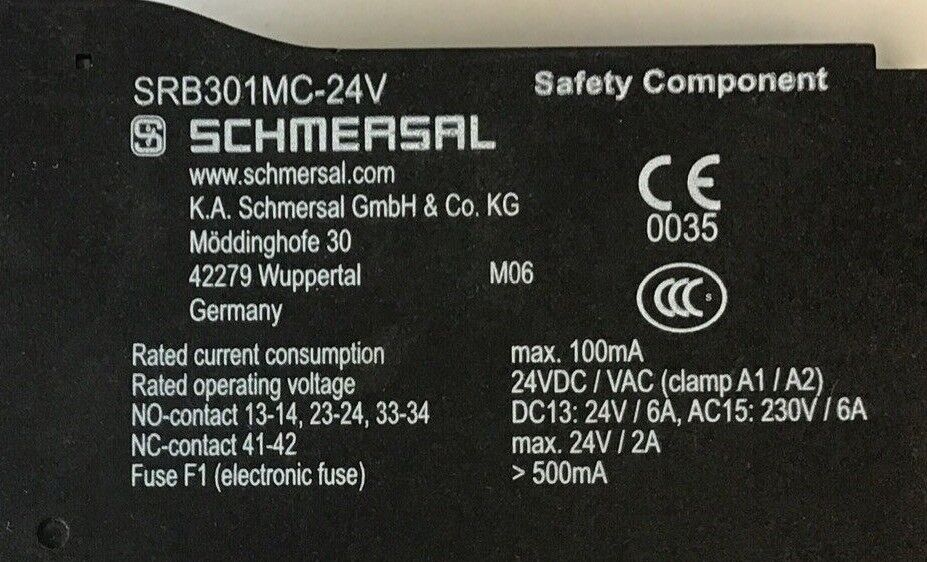 SRB301MC-24V
Safety Component
SCHMERSAL
www.schmersal.com
K.A. Schmersal GmbH & Co. KG
Möddinghofe 30
42279 Wuppertal
M06
Germany
CE
0035
CCC S
Rated current consumption max. 100mA
Rated operating voltage 24VDC / VAC (clamp A1 / A2)
NO-contact 13-14, 23-24, 33-34 DC13: 24V / 6A, AC15: 230V / 6A
NC-contact 41-42 max. 24V / 2A
Fuse F1 (electronic fuse) > 500mA